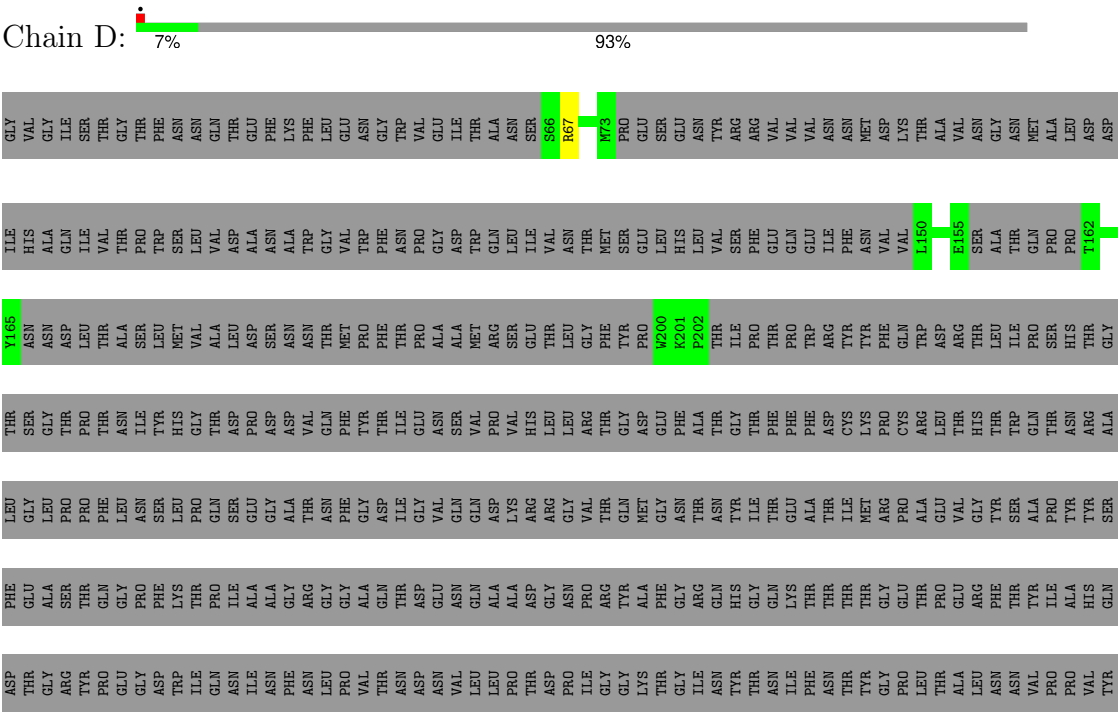 Chain D:
7% 93%
GLY VAL GLY ILE SER THR GLY THR PHE ASN ASN GLN THR GLU PHE LYS PHE LEU GLU ASN GLY TRP VAL GLU ILE THR ALA ASN SER S66 R67 M73 PRO GLU SER GLU ASN TYR ARG ARG VAL VAL VAL ASN ASN MET ASP LYS THR ALA VAL ASN GLY ASN MET ALA LEU ASP ASP
ILE HIS ALA GLN ILE VAL THR PRO TRP SER LEU VAL ASP ALA ASN ALA TRP GLY VAL TRP PHE ASN PRO GLY ASP TRP GLN LEU ILE VAL ASN THR MET SER GLU LEU HIS LEU VAL SER PHE GLU GLN GLU ILE PHE ASN VAL VAL L150 E155 SER ALA THR GLN PRO PRO T162
Y165 ASN ASN ASP LEU THR ALA SER LEU MET VAL ALA LEU ASP SER ASN ASN THR MET PRO PHE THR PRO ALA ALA MET ARG SER GLU THR LEU GLY PHE TYR PRO W200 K201 P202 THR ILE PRO THR PRO TRP ARG TYR TYR PHE GLN TRP ASP ARG THR LEU ILE PRO SER HIS THR GLY
THR SER GLY THR PRO THR ASN ILE TYR HIS GLY THR ASP PRO ASP ASP VAL GLN PHE TYR THR ILE GLU ASN SER VAL PRO VAL HIS LEU LEU ARG THR GLY ASP GLU PHE ALA THR GLY THR PHE PHE PHE ASP CYS LYS PRO CYS ARG LEU THR HIS THR TRP GLN THR ASN ARG ALA
LEU GLY LEU PRO PRO PHE LEU ASN SER LEU PRO GLN SER GLU GLY ALA THR ASN PHE GLY ASP ILE GLY VAL GLN GLN ASP LYS ARG ARG GLY VAL THR GLN MET GLY ASN THR ASN TYR ILE THR GLU ALA THR ILE MET ARG PRO ALA GLU VAL GLY TYR SER ALA PRO TYR TYR SER
PHE GLU ALA SER THR GLN GLY PRO PHE LYS THR PRO ILE ALA ALA GLY ARG GLY GLY ALA GLN THR ASP GLU ASN GLN ALA ALA ASP GLY ASN PRO ARG TYR ALA PHE GLY ARG GLN HIS GLY GLN LYS THR THR THR THR GLY GLU THR PRO GLU ARG PHE THR TYR ILE ALA HIS GLN
ASP THR GLY ARG TYR PRO GLU GLY ASP TRP ILE GLN ASN ILE ASN PHE ASN LEU PRO VAL THR ASN ASP ASN VAL LEU LEU PRO THR ASP PRO ILE GLY GLY LYS THR GLY ILE ASN TYR THR ASN ILE PHE ASN THR TYR GLY PRO LEU THR ALA LEU ASN ASN VAL PRO PRO VAL TYR